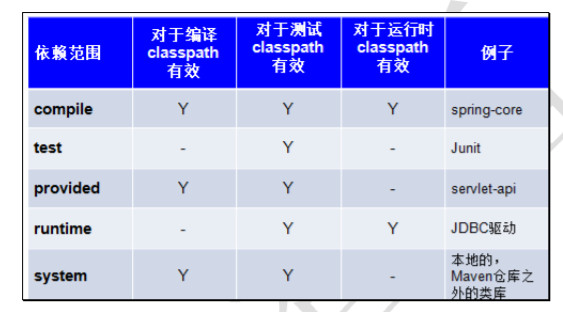 依赖范围 对于编译 classpath 有效 对于测试 classpath 有效 对于运行时 classpath 有效 例子
compile Y Y Y spring-core
test - Y - Junit
provided Y Y - servlet-api
runtime - Y Y JDBC驱动
system Y Y - 本地的，
Maven仓库之
外的类库